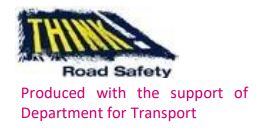 THINK!
Road Safety
Produced with the support of
Department for Transport